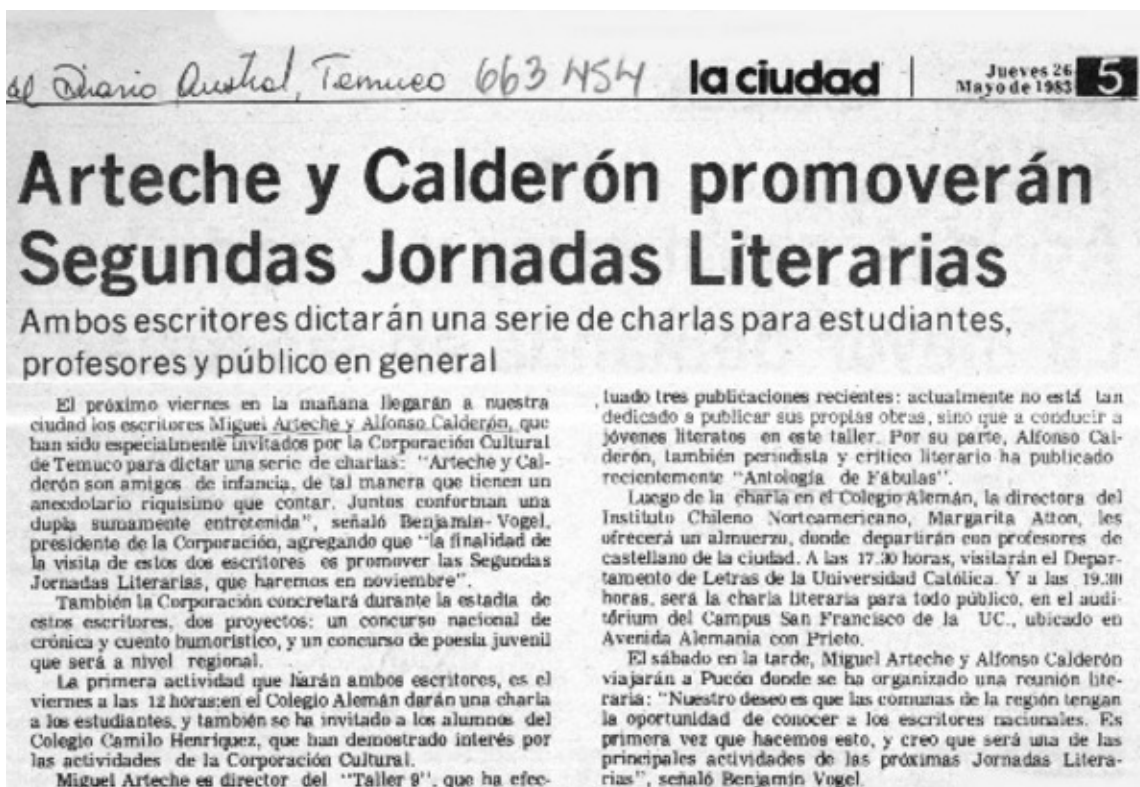 el Diario Austral, Temuco 663 454
la ciudad
Jueves 26
Mayo de 1983
5
Arteche y Calderón promoverán
Segundas Jornadas Literarias
Ambos escritores dictarán una serie de charlas para estudiantes,
profesores y público en general
El próximo viernes en la mañana llegarán a nuestra
ciudad los escritores Miguel Arteche y Alfonso Calderón, que
han sido especialmente invitados por la Corporación Cultural
de Temuco para dictar una serie de charlas: "Arteche y Cal-
derón son amigos de infancia, de tal manera que tienen un
anecdotario riquísimo que contar. Juntos conforman una
dupla sumamente entretenida", señaló Benjamín-Vogel,
presidente de la Corporación, agregando que "la finalidad de
la visita de estos dos escritores es promover las Segundas
Jornadas Literarias, que haremos en noviembre".
También la Corporación concretará durante la estadía de
estos escritores, dos proyectos: un concurso nacional de
crónica y cuento humorístico, y un concurso de poesía juvenil
que será a nivel regional.
La primera actividad que harán ambos escritores, es el
viernes a las 12 horas:en el Colegio Alemán darán una charla
a los estudiantes, y también se ha invitado a los alumnos del
Colegio Camilo Henríquez, que han demostrado interés por
las actividades de la Corporación Cultural.
Miguel Arteche es director del "Taller 9", que ha efec-
tuado tres publicaciones recientes: actualmente no está tan
dedicado a publicar sus propias obras, sino que a conducir a
jóvenes literatos en este taller. Por su parte, Alfonso Cal-
derón, también periodista y crítico literario ha publicado
recientemente "Antología de Fábulas".
Luego de la charla en el Colegio Alemán, la directora del
Instituto Chileno Norteamericano, Margarita Atton, les
ofrecerá un almuerzo, donde departirán con profesores de
castellano de la ciudad. A las 17.30 horas, visitarán el Depar-
tamento de Letras de la Universidad Católica. Y a las 19.30
horas, será la charla literaria para todo público, en el audi-
tórium del Campus San Francisco de la UC., ubicado en
Avenida Alemania con Prieto.
El sábado en la tarde, Miguel Arteche y Alfonso Calderón
viajarán a Pucón donde se ha organizado una reunión lite-
raria: "Nuestro deseo es que las comunas de la región tengan
la oportunidad de conocer a los escritores nacionales. Es
primera vez que hacemos esto, y creo que será una de las
principales actividades de las próximas Jornadas Litera-
rias", señaló Benjamín Vogel.